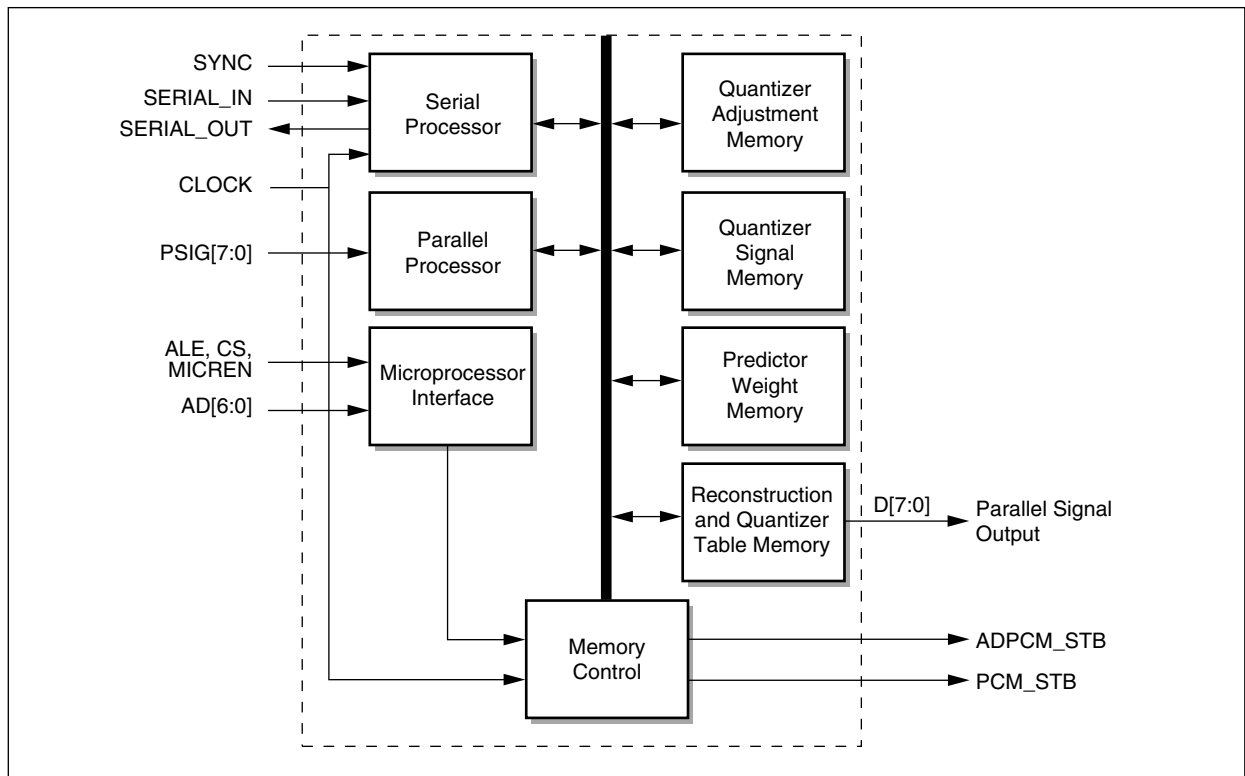 SYNC
SERIAL_IN
SERIAL_OUT
CLOCK
PSIG[7:0]
ALE, CS,
MICREN
AD[6:0]
Serial
Processor
Parallel
Processor
Microprocessor
Interface
Quantizer
Adjustment
Memory
Quantizer
Signal
Memory
Predictor
Weight
Memory
Reconstruction
and Quantizer
Table Memory
Memory
Control
D[7:0]
Parallel Signal
Output
ADPCM_STB
PCM_STB